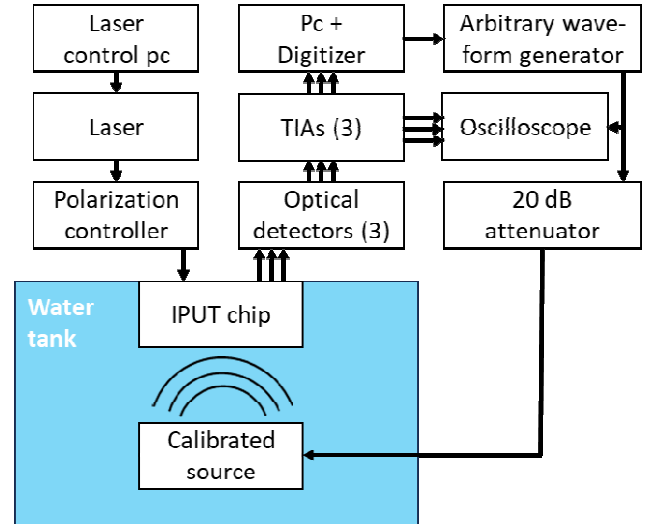 Laser
control pc
Pc +
Digitizer
Arbitrary wave-
form generator
Laser
TIAs (3)
Oscilloscope
Polarization
controller
Optical
detectors (3)
20 dB
attenuator
Water
tank
IPUT chip
Calibrated
source